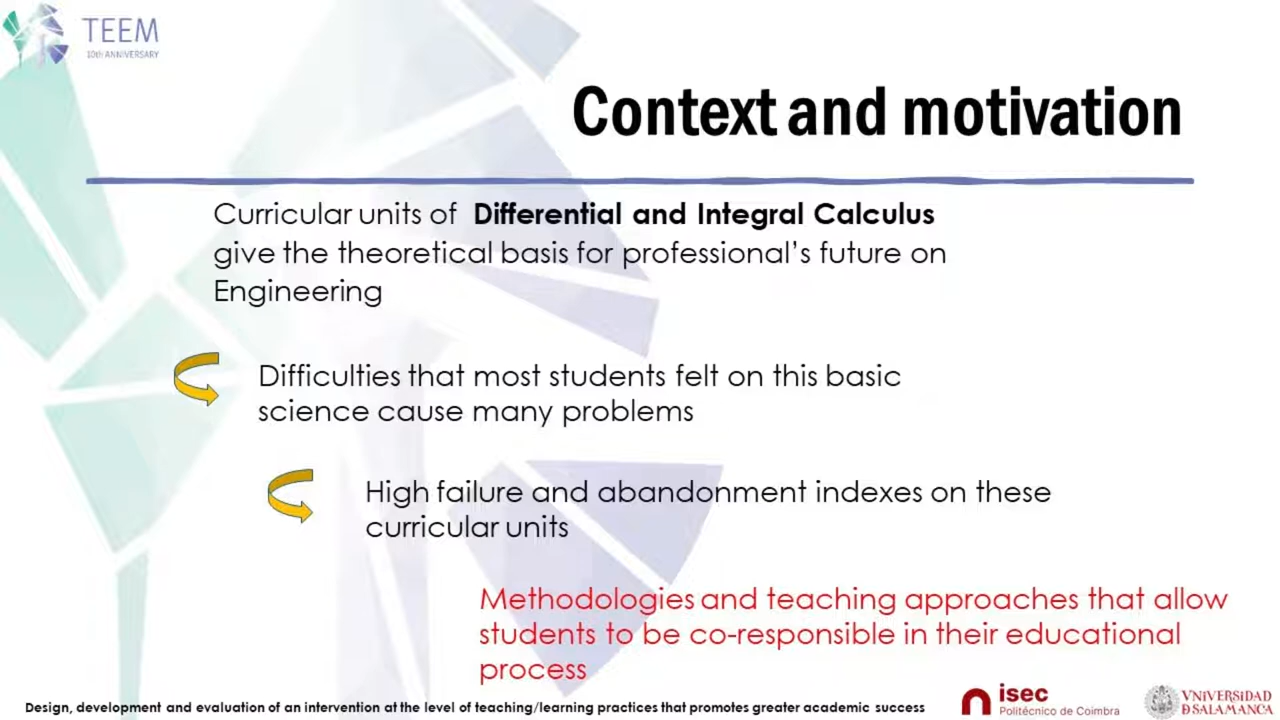 TEEM
10th ANNIVERSARY
Context and motivation
Curricular units of Differential and Integral Calculus
give the theoretical basis for professional's future on
Engineering
Difficulties that most students felt on this basic
science cause many problems
High failure and abandonment indexes on these
curricular units
Methodologies and teaching approaches that allow
students to be co-responsible in their educational
process
Design, development and evaluation of an intervention at the level of teaching/learning practices that promotes greater academic success
isec
Politécnico de Coimbra
VNiVERSiDAD
Ð SALAMANCA